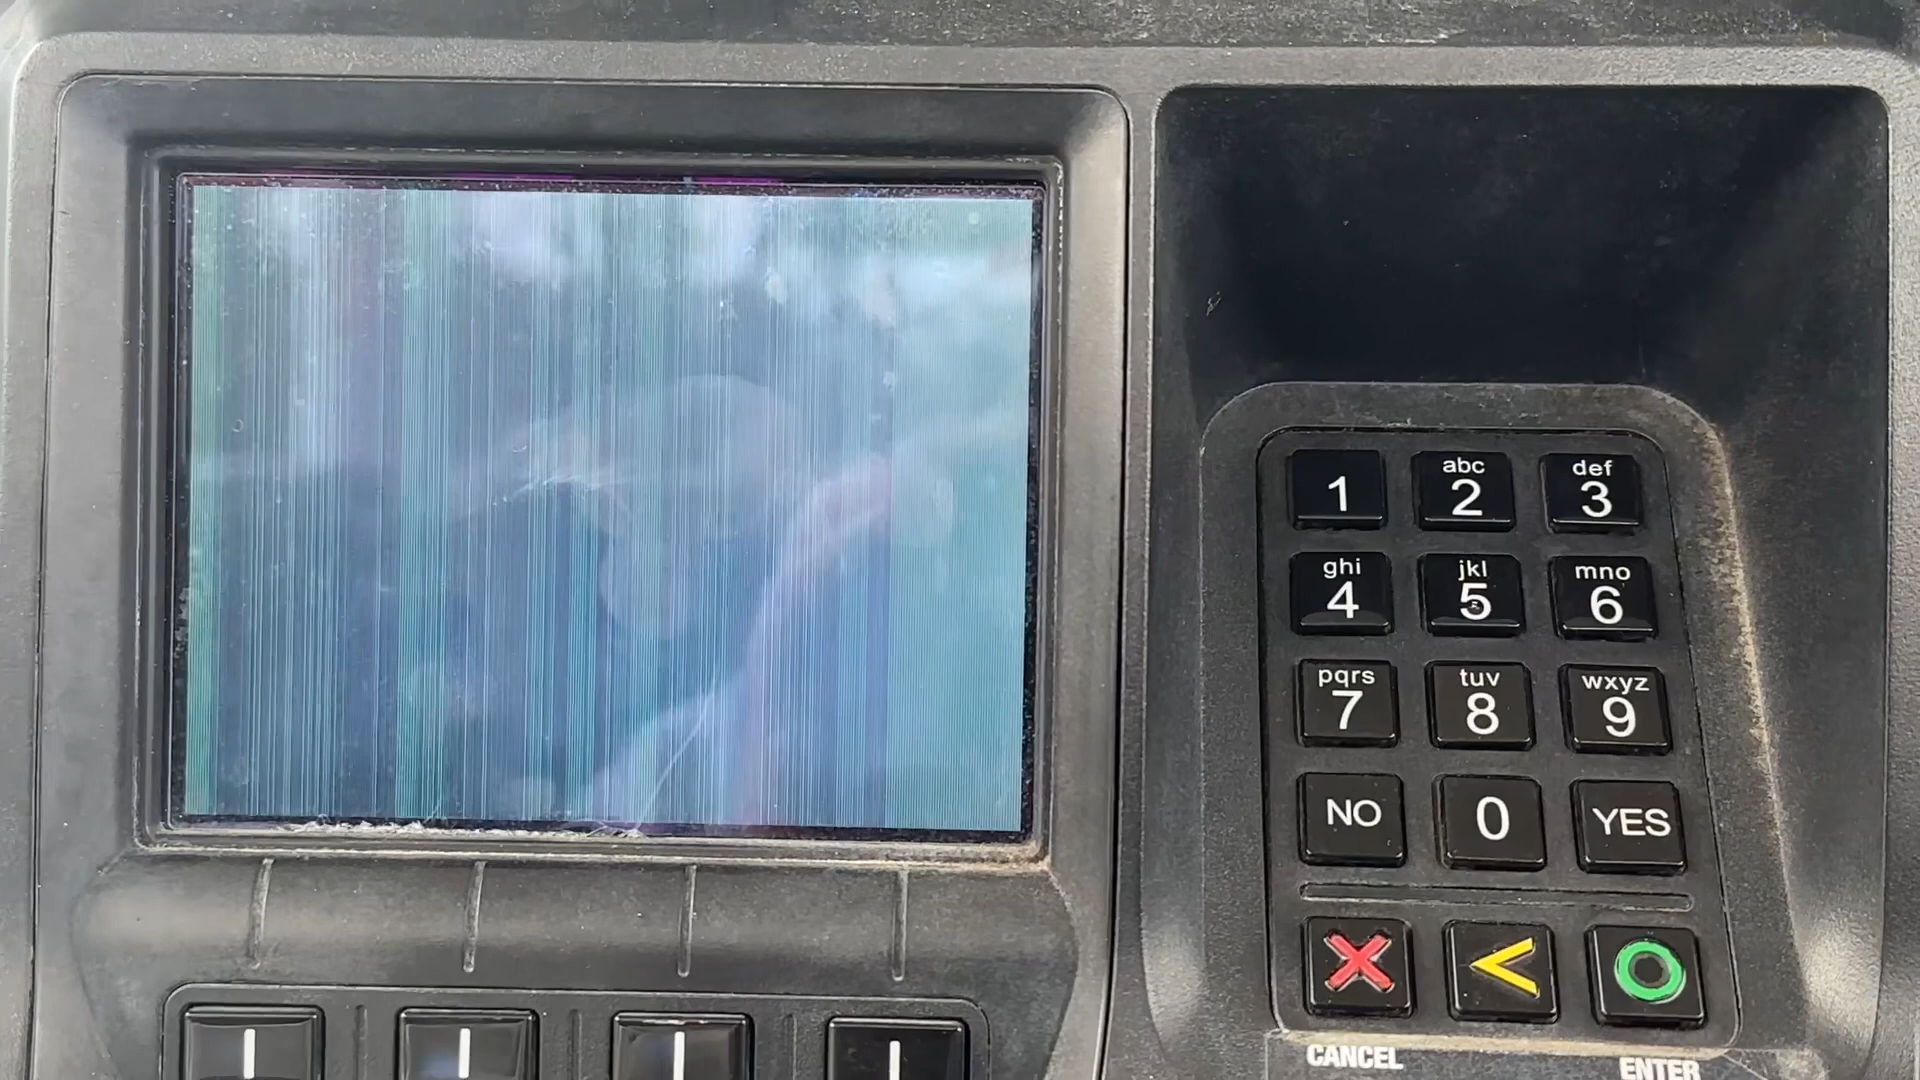 1
abc
2
def
3
ghi
4
jkl
5
mno
6
pqrs
7
tuv
8
wxyz
9
NO
0
YES
CANCEL
ENTER